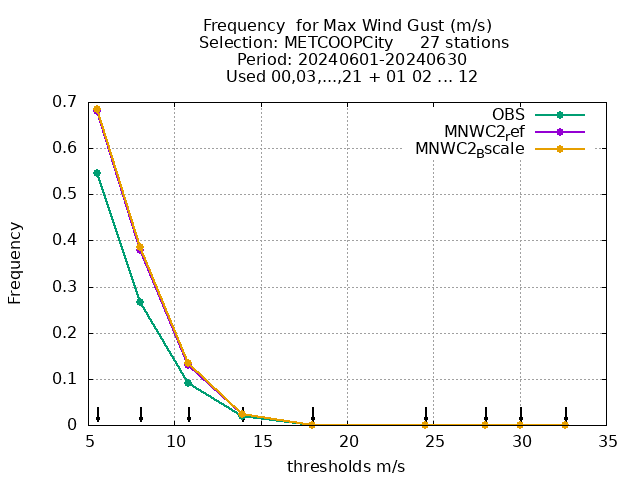 Frequency  for Max Wind Gust (m/s)
Selection: METCOOPCity     27 stations
Period: 20240601-20240630
Used 00,03,...,21 + 01 02 ... 12
OBS
MNWC2ref
MNWC2Bscale
0.7
0.6
0.5
0.4
0.3
0.2
0.1
0
Frequency
5 10 15 20 25 30 35
thresholds m/s